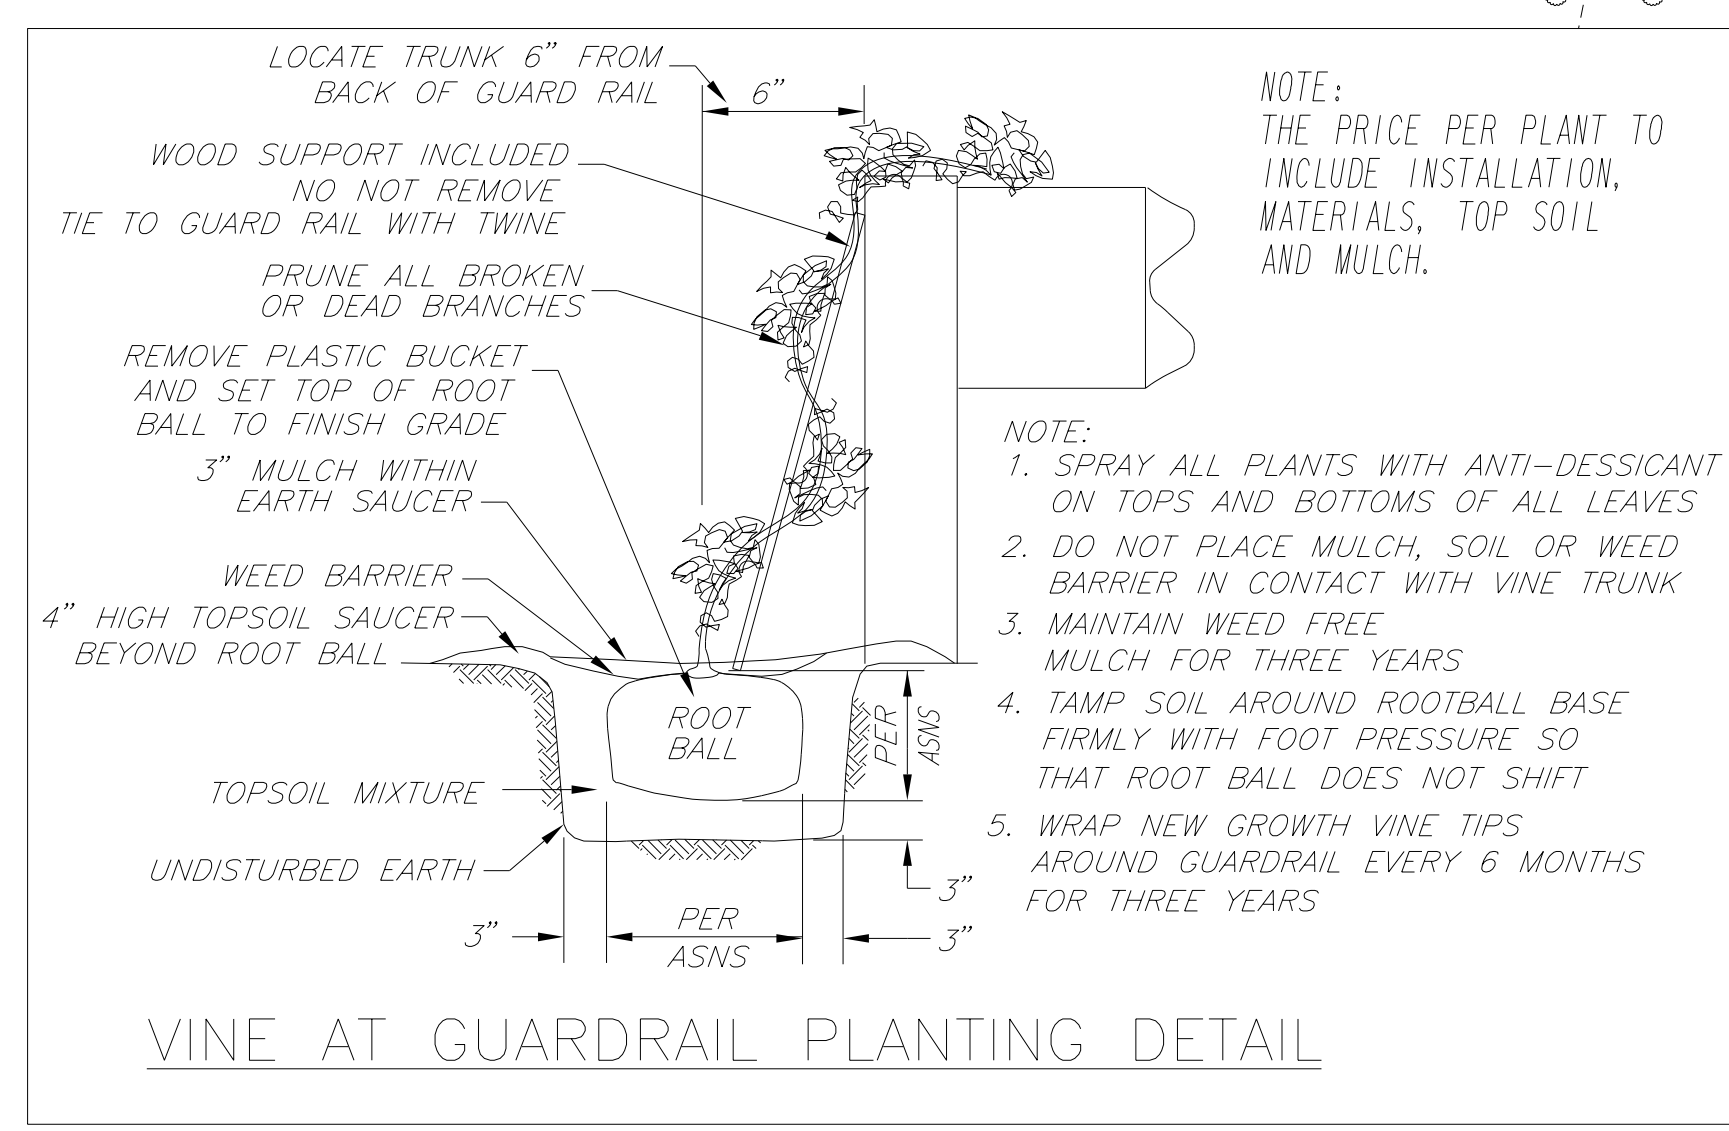 LOCATE TRUNK 6" FROM
BACK OF GUARD RAIL
6"
WOOD SUPPORT INCLUDED
NO NOT REMOVE
TIE TO GUARD RAIL WITH TWINE
PRUNE ALL BROKEN
OR DEAD BRANCHES
REMOVE PLASTIC BUCKET
AND SET TOP OF ROOT
BALL TO FINISH GRADE
3" MULCH WITHIN
EARTH SAUCER
WEED BARRIER
4" HIGH TOPSOIL SAUCER
BEYOND ROOT BALL
ROOT
BALL
PER
ASNS
TOPSOIL MIXTURE
UNDISTURBED EARTH
3"
3"
PER
ASNS
3"
NOTE:
THE PRICE PER PLANT TO
INCLUDE INSTALLATION,
MATERIALS, TOP SOIL
AND MULCH.
NOTE:
1. SPRAY ALL PLANTS WITH ANTI-DESSICANT
ON TOPS AND BOTTOMS OF ALL LEAVES
2. DO NOT PLACE MULCH, SOIL OR WEED
BARRIER IN CONTACT WITH VINE TRUNK
3. MAINTAIN WEED FREE
MULCH FOR THREE YEARS
4. TAMP SOIL AROUND ROOTBALL BASE
FIRMLY WITH FOOT PRESSURE SO
THAT ROOT BALL DOES NOT SHIFT
5. WRAP NEW GROWTH VINE TIPS
AROUND GUARDRAIL EVERY 6 MONTHS
FOR THREE YEARS
VINE AT GUARDRAIL PLANTING DETAIL